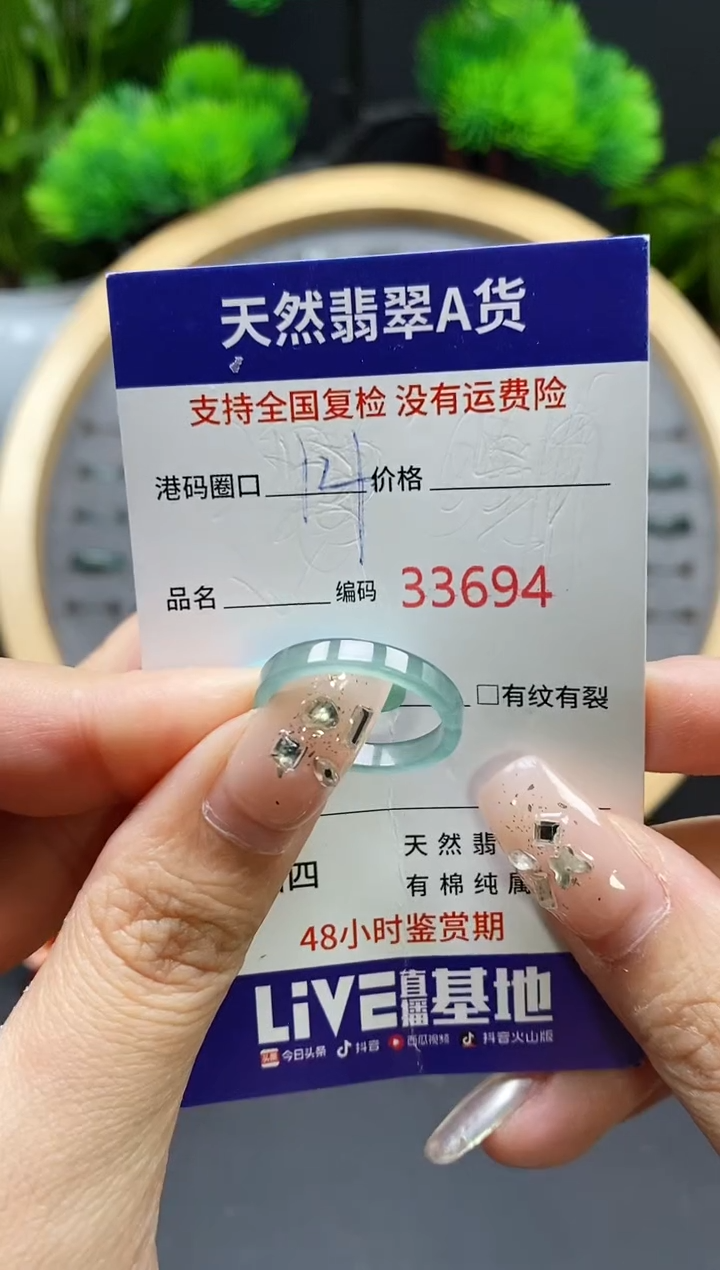 天然翡翠A货
支持全国复检 没有运费险
港码圈口 14 价格
品名 编码 33694
□有纹有裂
天然翡
四 有棉纯属
48小时鉴赏期
LiVE直播基地
头条 今日头条 抖音 西瓜视频 抖音火山版